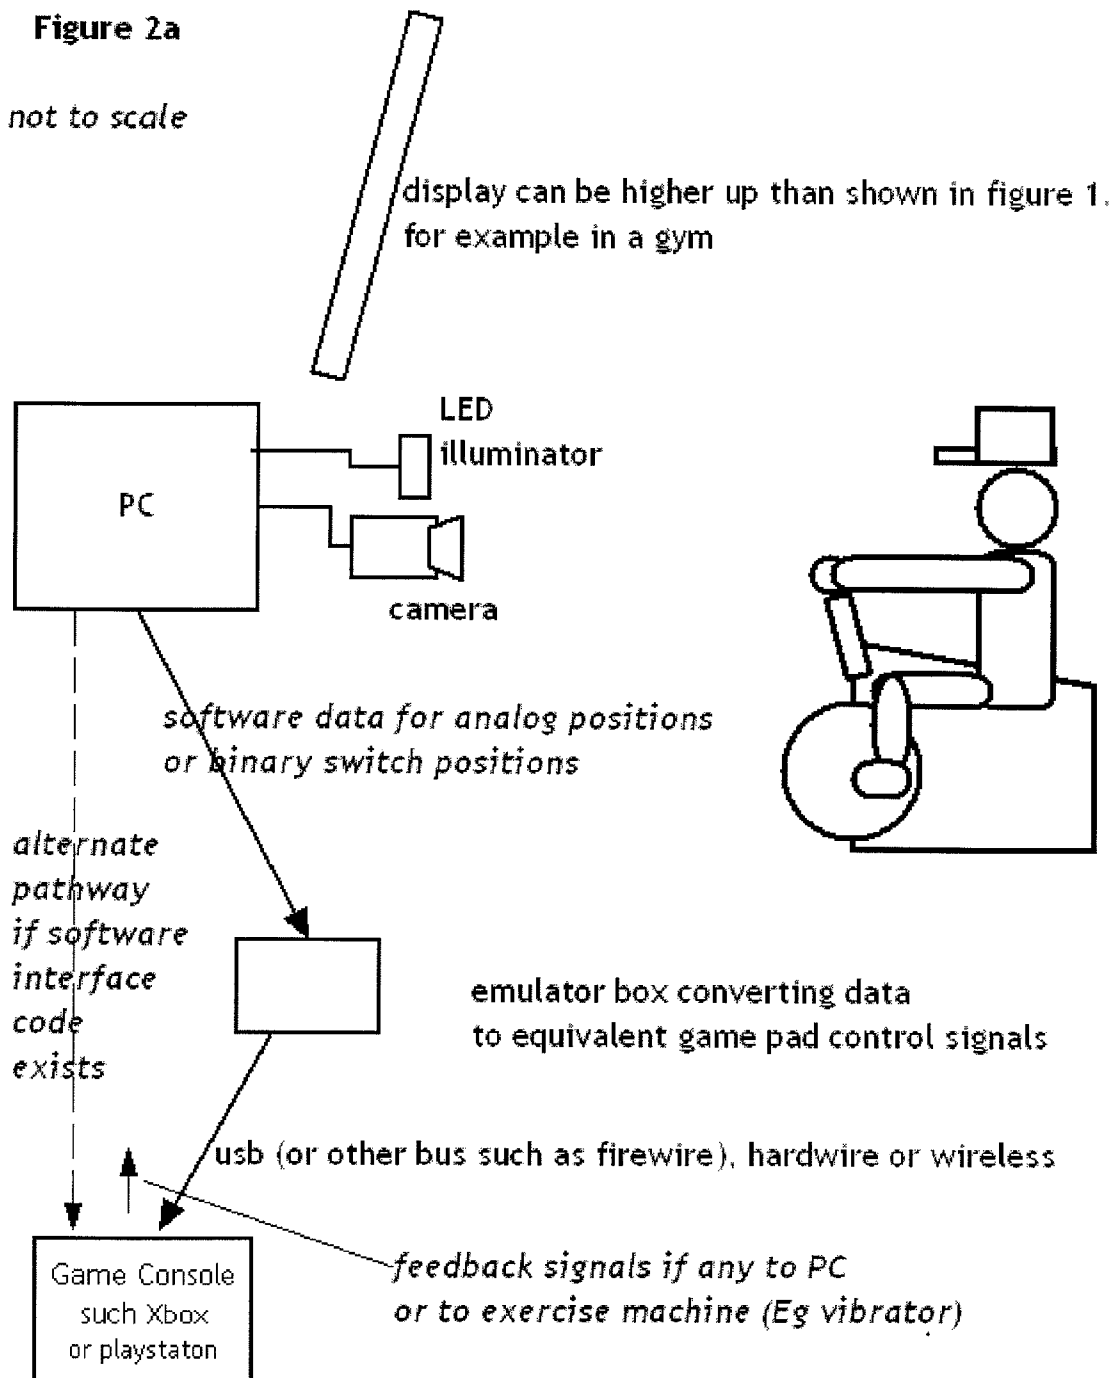 Figure 2a
not to scale
display can be higher up than shown in figure 1.
for example in a gym
LED
illuminator
PC
camera
software data for analog positions
or binary switch positions
alternate
pathway
if software
interface
code
exists
emulator box converting data
to equivalent game pad control signals
usb (or other bus such as firewire), hardwire or wireless
feedback signals if any to PC
or to exercise machine (Eg vibrator)
Game Console
such Xbox
or playstaton